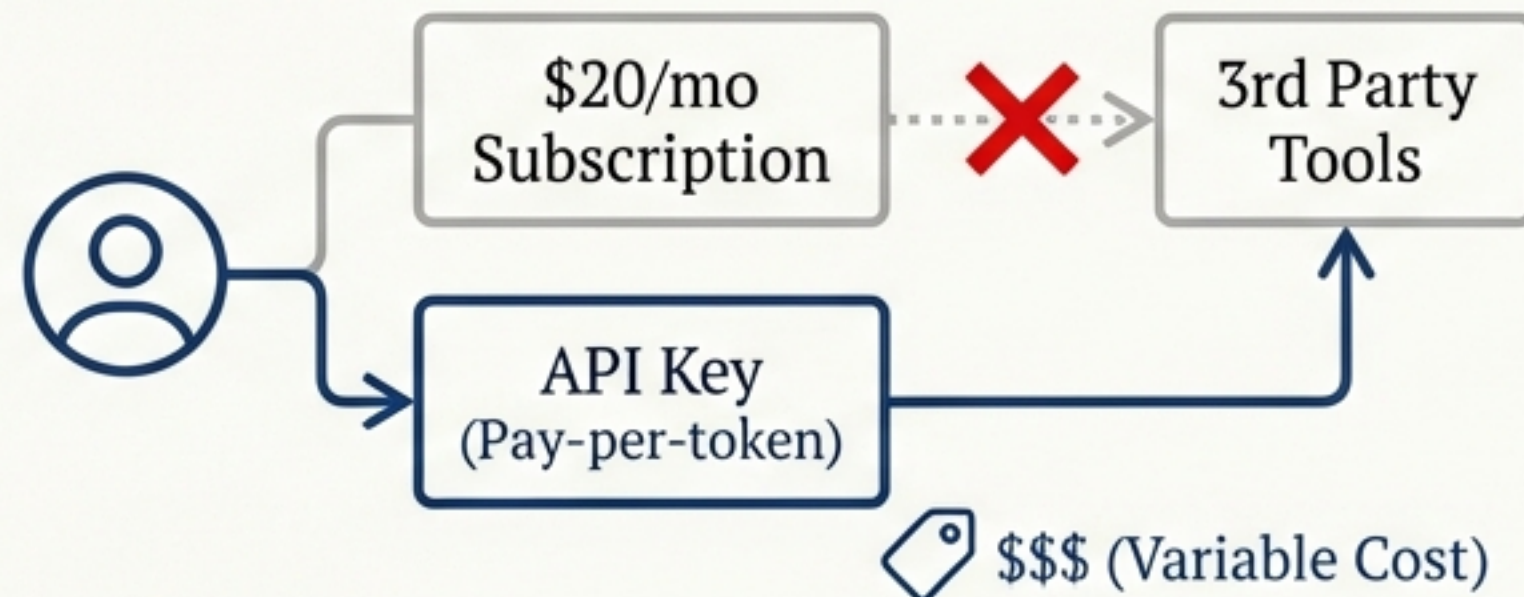 $20/mo
Subscription
3rd Party
Tools
API Key
(Pay-per-token)
$$$ (Variable Cost)